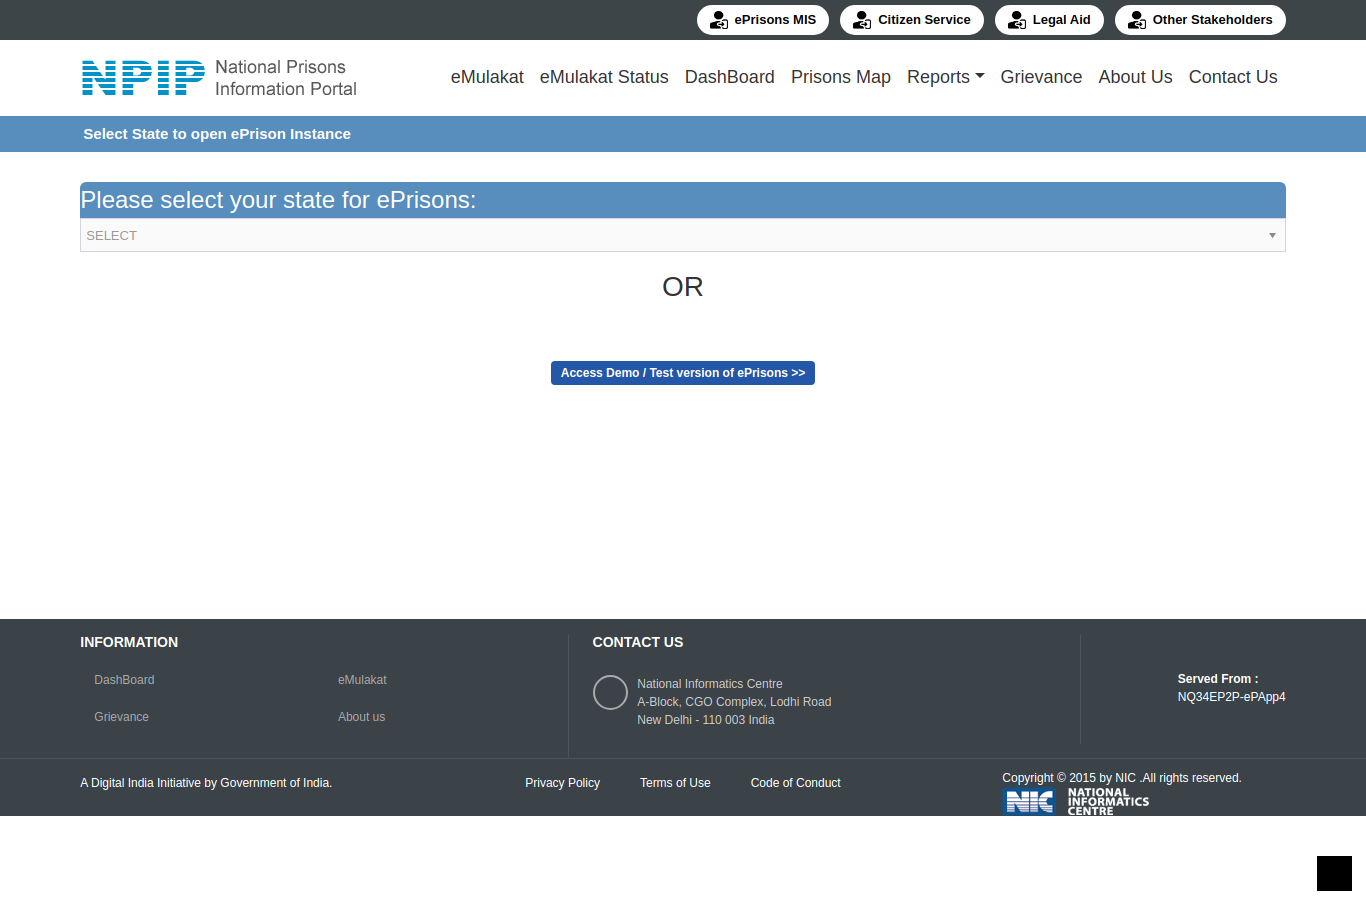 ePrisons MIS
Citizen Service
Legal Aid
Other Stakeholders
NPIP
National Prisons
Information Portal
eMulakat
eMulakat Status
DashBoard
Prisons Map
Reports
Grievance
About Us
Contact Us
Select State to open ePrison Instance
Please select your state for ePrisons:
SELECT
OR
Access Demo / Test version of ePrisons >>
INFORMATION
DashBoard
eMulakat
Grievance
About us
CONTACT US
National Informatics Centre
A-Block, CGO Complex, Lodhi Road
New Delhi - 110 003 India
Served From :
NQ34EP2P-ePApp4
A Digital India Initiative by Government of India.
Privacy Policy
Terms of Use
Code of Conduct
Copyright © 2015 by NIC .All rights reserved.
NIC
NATIONAL
INFORMATICS
CENTRE